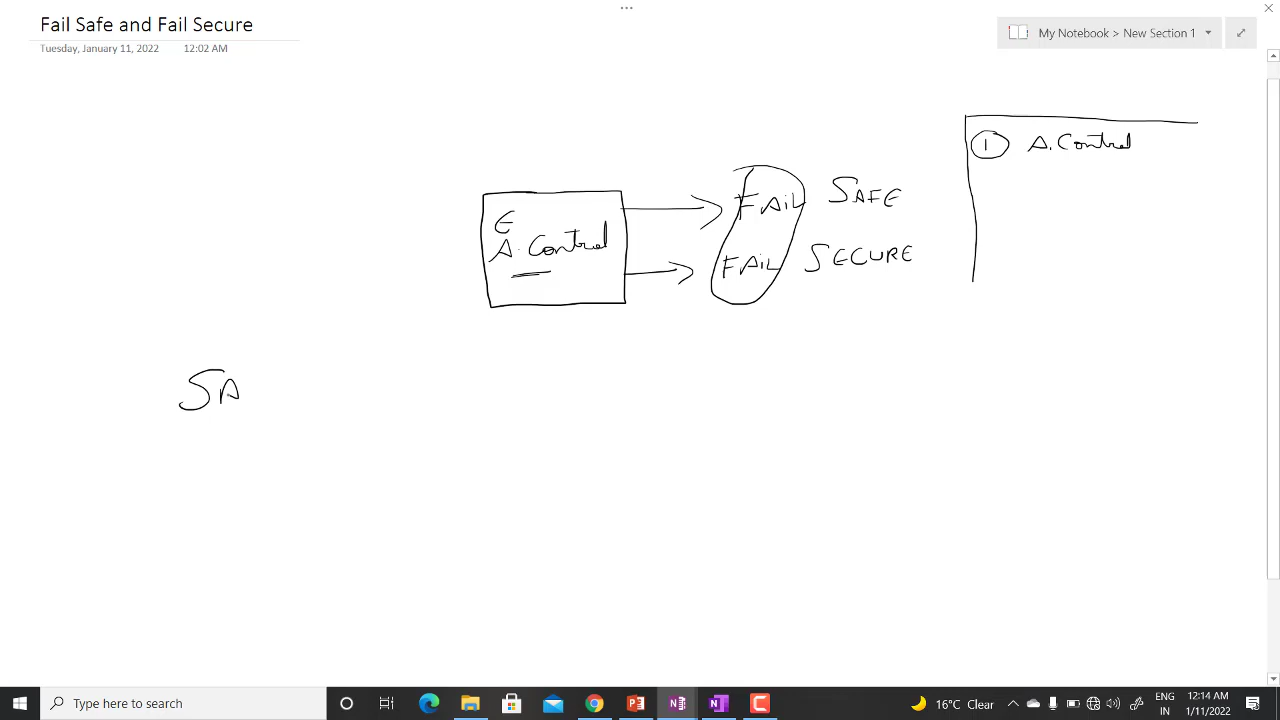 Fail Safe and Fail Secure
Tuesday, January 11, 2022 12:02 AM
My Notebook > New Section 1
① A. Control
E
A. Control
FAIL SAFE
FAIL SECURE
SA
Type here to search
16°C Clear
ENG
IN
12:14 AM
1/11/2022